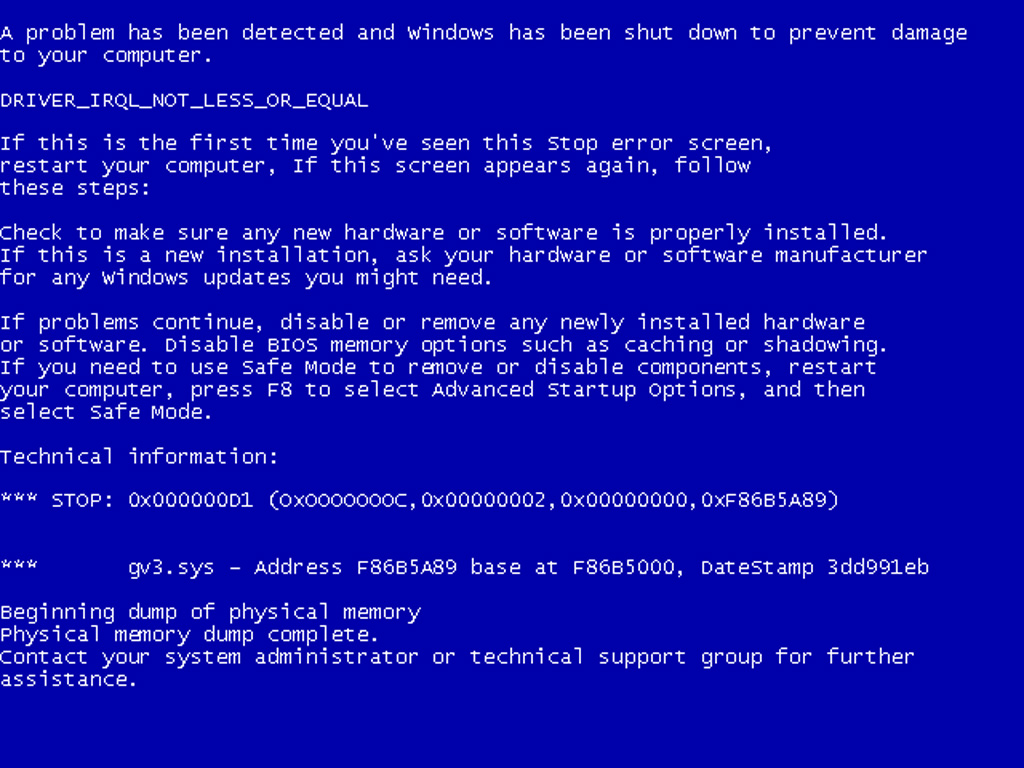 A problem has been detected and Windows has been shut down to prevent damage
to your computer.
DRIVER_IRQL_NOT_LESS_OR_EQUAL
If this is the first time you've seen this Stop error screen,
restart your computer, If this screen appears again, follow
these steps:
Check to make sure any new hardware or software is properly installed.
If this is a new installation, ask your hardware or software manufacturer
for any Windows updates you might need.
If problems continue, disable or remove any newly installed hardware
or software. Disable BIOS memory options such as caching or shadowing.
If you need to use Safe Mode to remove or disable components, restart
your computer, press F8 to select Advanced Startup Options, and then
select Safe Mode.
Technical information:
*** STOP: 0x000000D1 (OxOOOOOOOC,0x00000002,0x00000000,0xF86B5A89)
*** gv3.sys – Address F86B5A89 base at F86B5000, DateStamp 3dd991eb
Beginning dump of physical memory
Physical memory dump complete.
Contact your system administrator or technical support group for further
assistance.